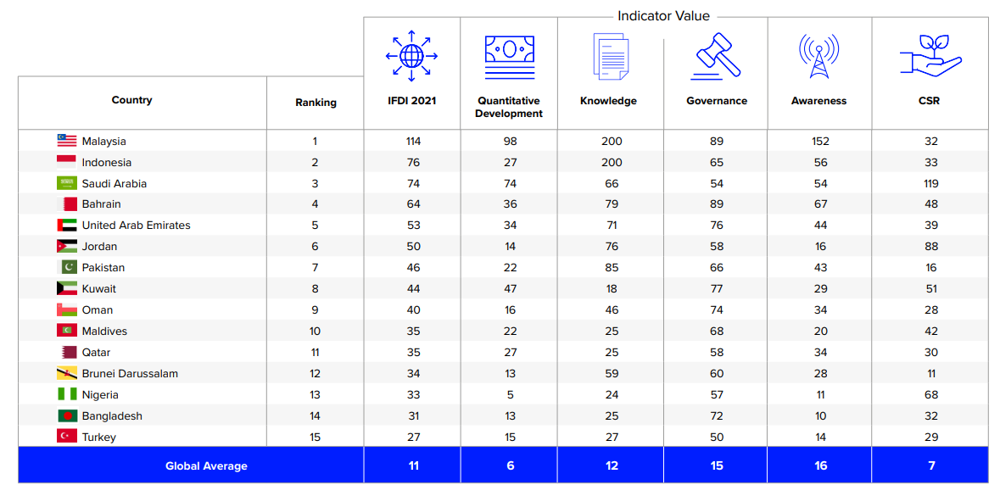 Indicator Value
Country Ranking IFDI 2021 Quantitative Development Knowledge Governance Awareness CSR
Malaysia 1 114 98 200 89 152 32
Indonesia 2 76 27 200 65 56 33
Saudi Arabia 3 74 74 66 54 54 119
Bahrain 4 64 36 79 89 67 48
United Arab Emirates 5 53 34 71 76 44 39
Jordan 6 50 14 76 58 16 88
Pakistan 7 46 22 85 66 43 16
Kuwait 8 44 47 18 77 29 51
Oman 9 40 16 46 74 34 28
Maldives 10 35 22 25 68 20 42
Qatar 11 35 27 25 58 34 30
Brunei Darussalam 12 34 13 59 60 28 11
Nigeria 13 33 5 24 57 11 68
Bangladesh 14 31 13 25 72 10 32
Turkey 15 27 15 27 50 14 29
Global Average 11 6 12 15 16 7